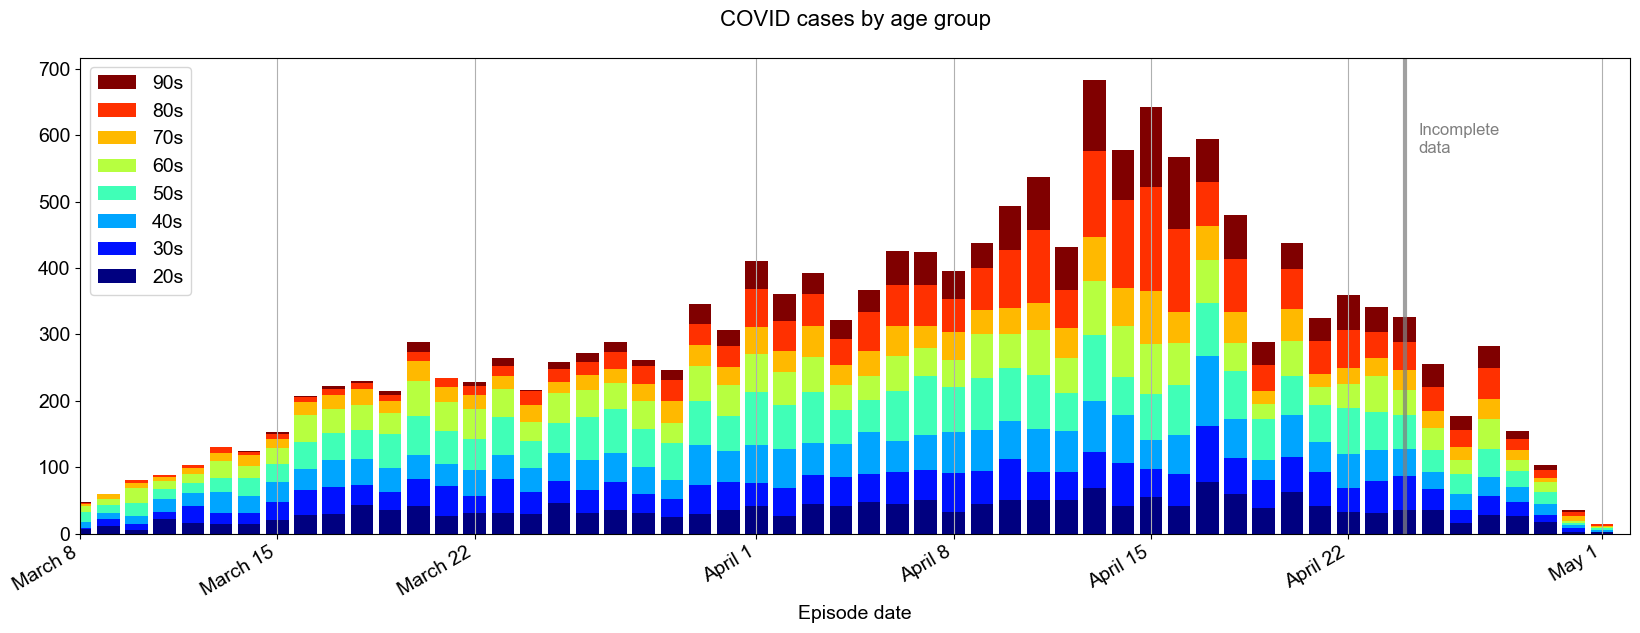 COVID cases by age group
700
600
500
400
300
200
100
0
90s
80s
70s
60s
50s
40s
30s
20s
Incomplete
data
March 8
March 15
March 22
April 1
April 8
April 15
April 22
May 1
Episode date